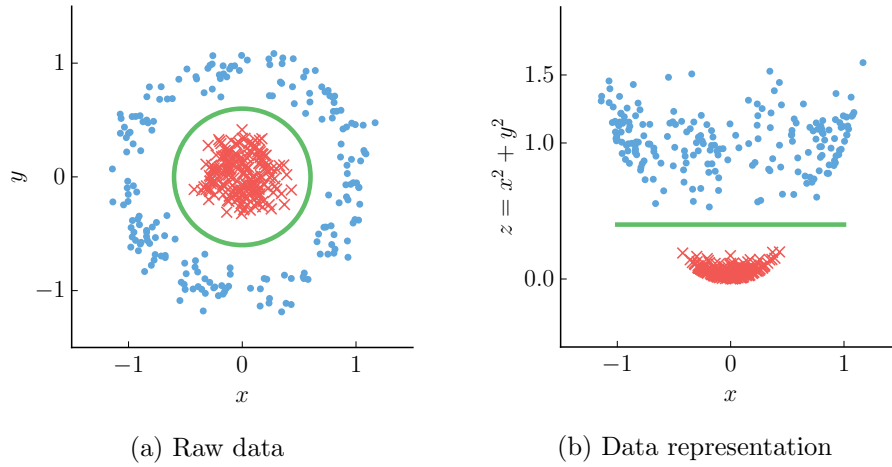 1
0
−1
y
−1
0
1
x
(a) Raw data
1.5
1.0
0.0
z = x² + y²
−1
0
1
x
(b) Data representation